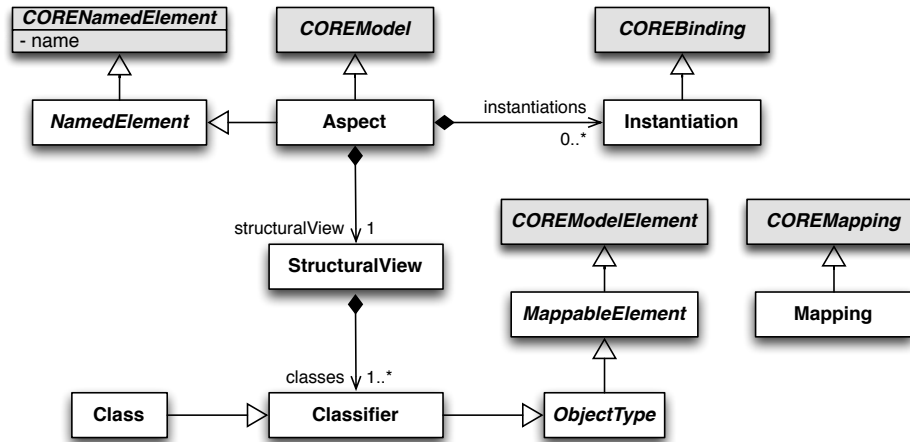 CORENamedElement
- name
COREModel
COREBinding
NamedElement
Aspect
instantiations
0..*
Instantiation
structuralView
1
StructuralView
COREModelElement
COREMapping
MappableElement
Mapping
classes
1..*
Class
Classifier
ObjectType